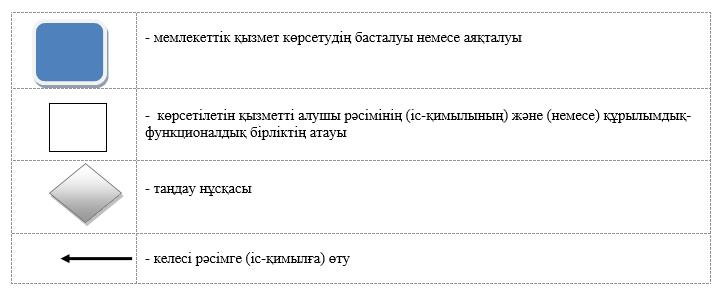 - мемлекеттік қызмет көрсетудің басталуы немесе аяқталуы
-  көрсетілетін қызметті алушы рәсімінің (іс-қимылының) және (немесе) құрылымдық-
функционалдық бірліктің атауы
- таңдау нұсқасы
- келесі рәсімге (іс-қимылға) өту